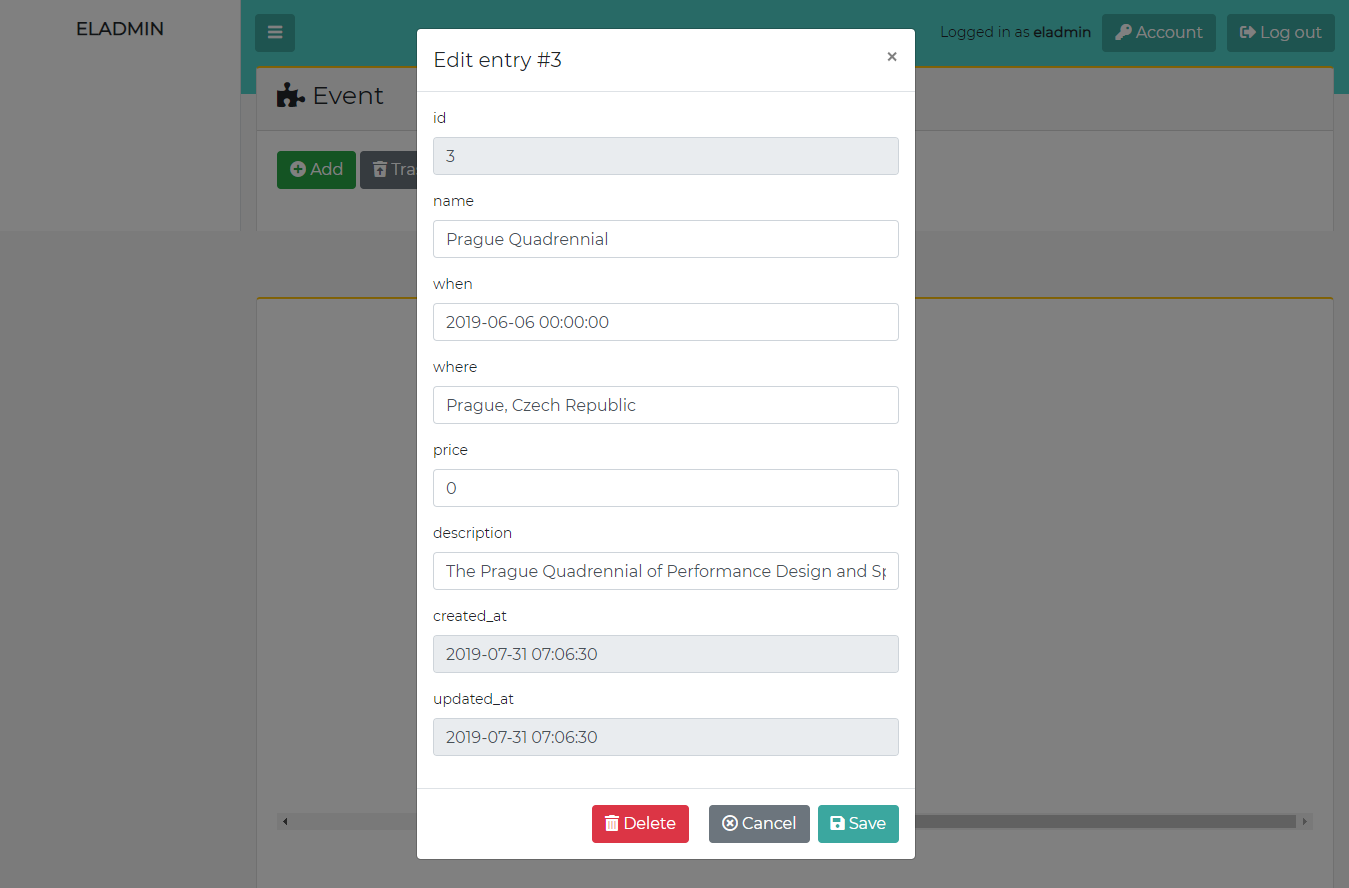 ELADMIN
Logged in as eladmin
Account
Log out
Event
Add
Tra
Edit entry #3
×
id
3
name
Prague Quadrennial
when
2019-06-06 00:00:00
where
Prague, Czech Republic
price
0
description
The Prague Quadrennial of Performance Design and Sp
created_at
2019-07-31 07:06:30
updated_at
2019-07-31 07:06:30
Delete
Cancel
Save